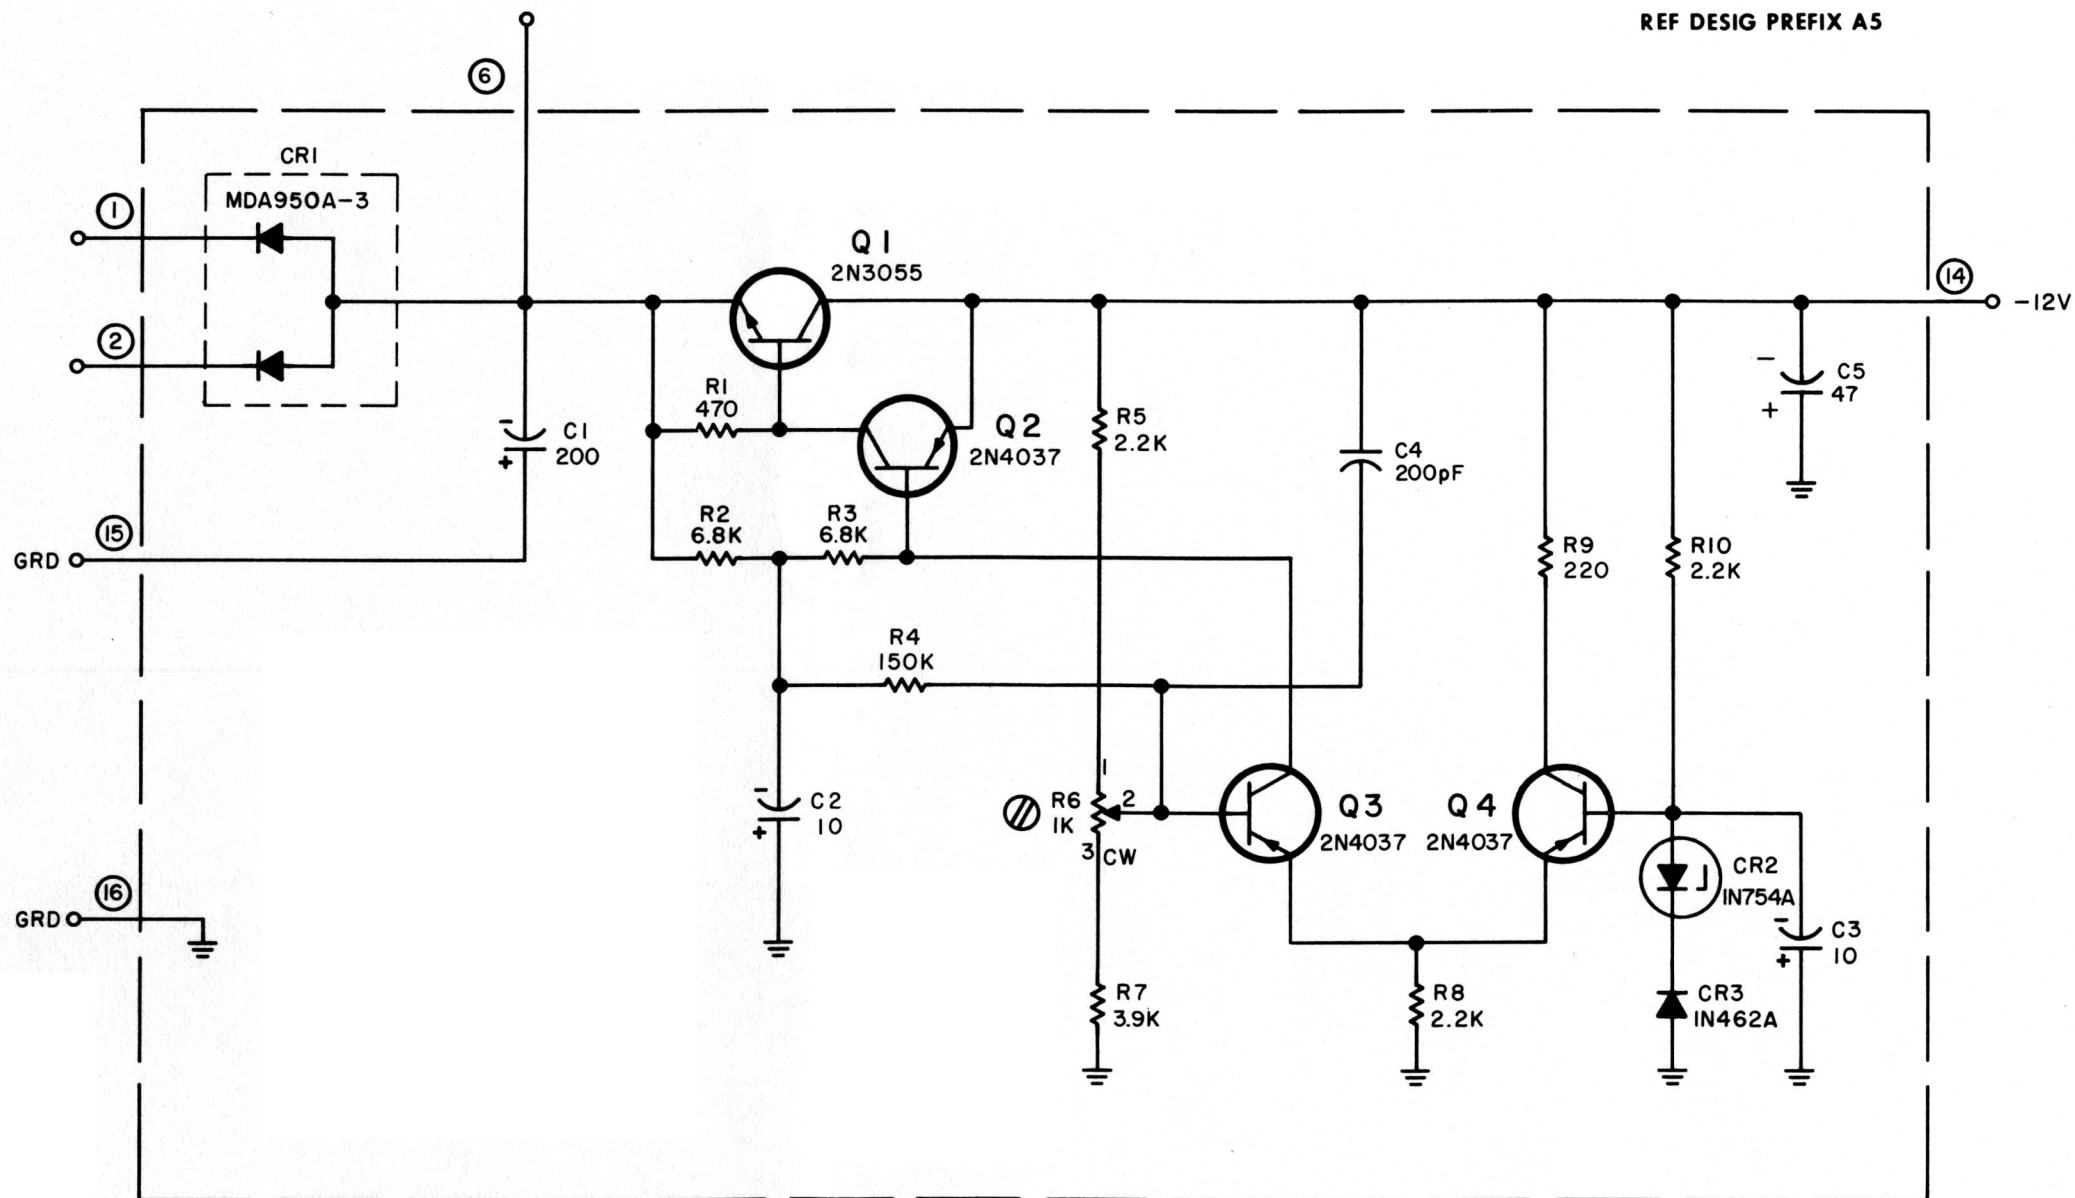 REF DESIG PREFIX A5
6
CR1
MDA950A-3
1
2
Q1
2N3055
14
-12V
R1
470
Q2
2N4037
R5
2.2K
C4
200pF
-
C5
47
+
-
C1
200
+
R2
6.8K
R3
6.8K
R9
220
R10
2.2K
15
GRD
R4
150K
1
R6
1K
2
3
CW
-
C2
10
+
Q3
2N4037
Q4
2N4037
CR2
1N754A
-
C3
10
+
16
GRD
R7
3.9K
R8
2.2K
CR3
1N462A